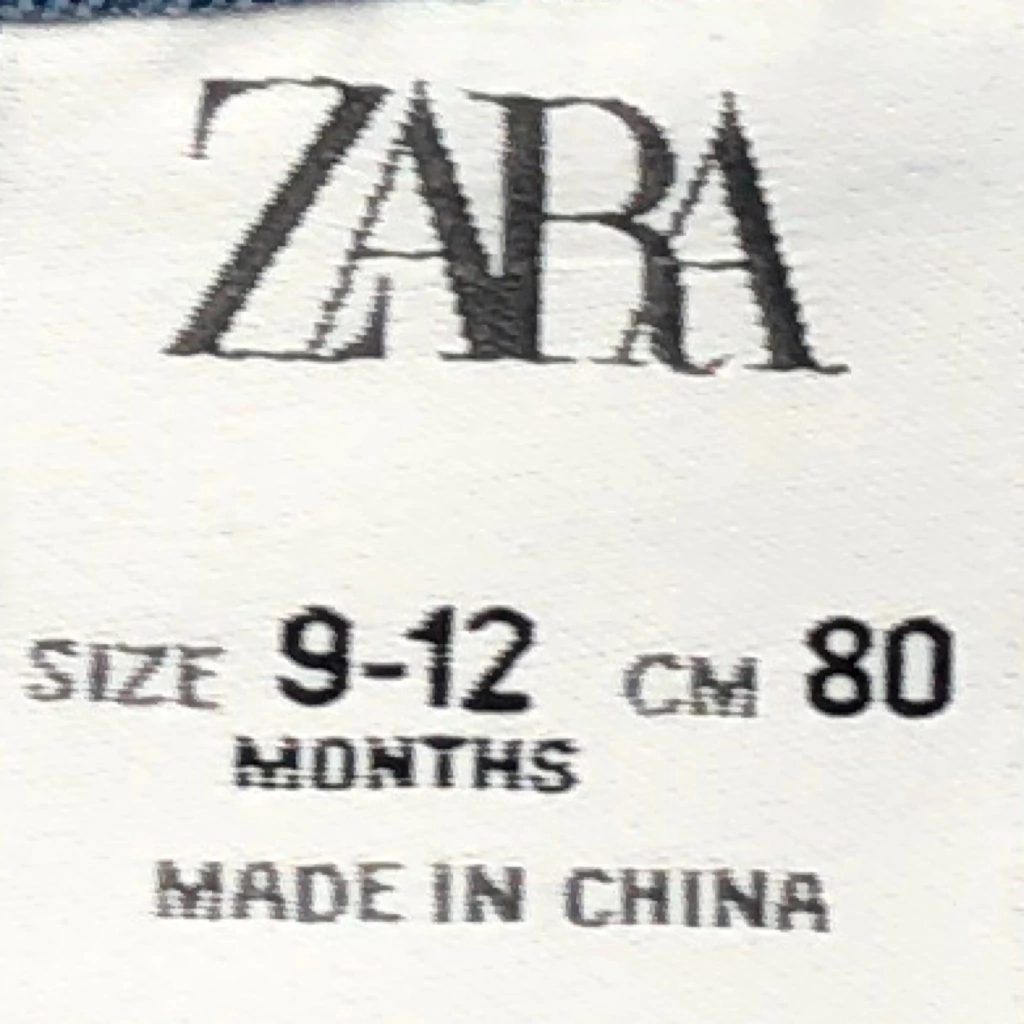 ZARA
SIZE 9-12 CM 80
MONTHS
MADE IN CHINA